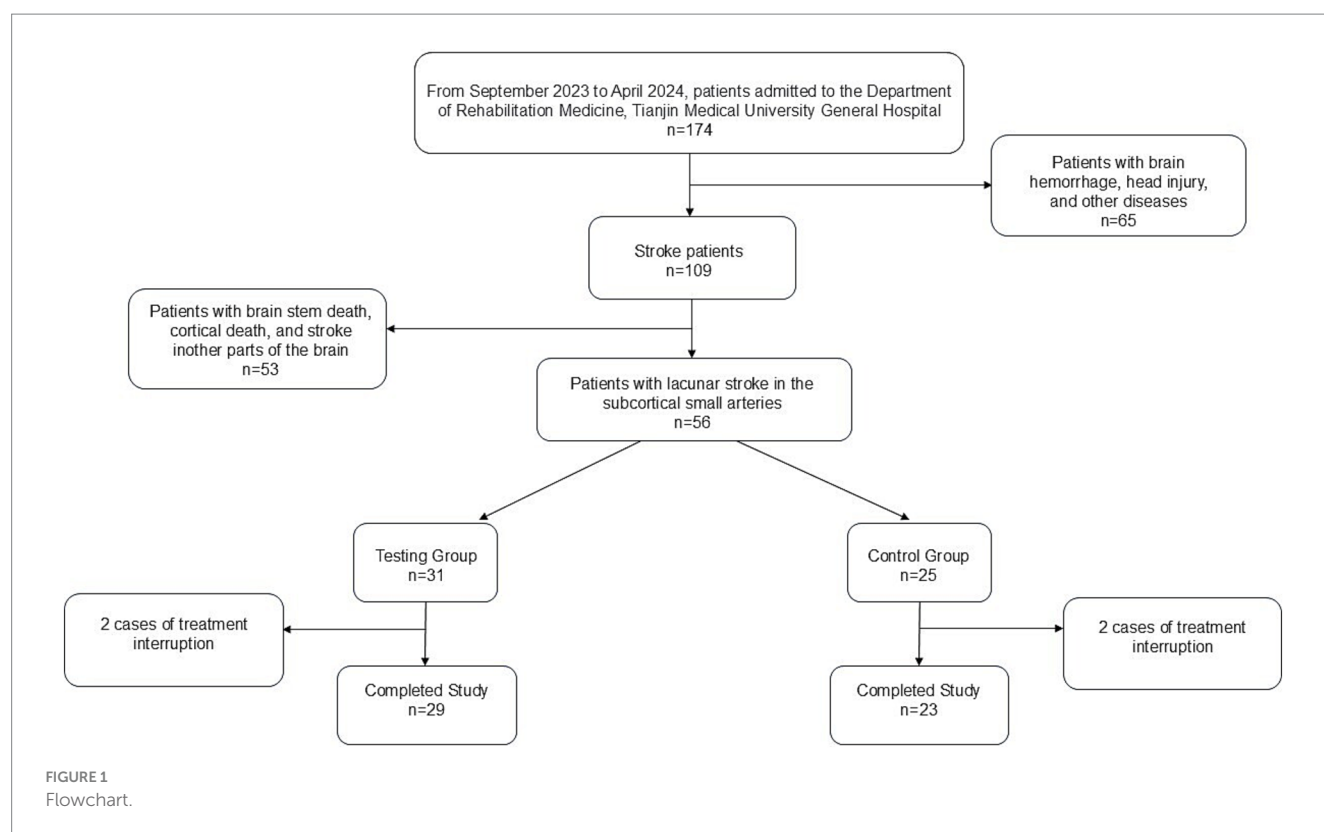 From September 2023 to April 2024, patients admitted to the Department
of Rehabilitation Medicine, Tianjin Medical University General Hospital
n=174
Patients with brain
hemorrhage, head injury,
and other diseases
n=65
Stroke patients
n=109
Patients with brain stem death,
cortical death, and stroke
inother parts of the brain
n=53
Patients with lacunar stroke in the
subcortical small arteries
n=56
Testing Group
n=31
Control Group
n=25
2 cases of treatment
interruption
2 cases of treatment
interruption
Completed Study
n=29
Completed Study
n=23
FIGURE 1
Flowchart.